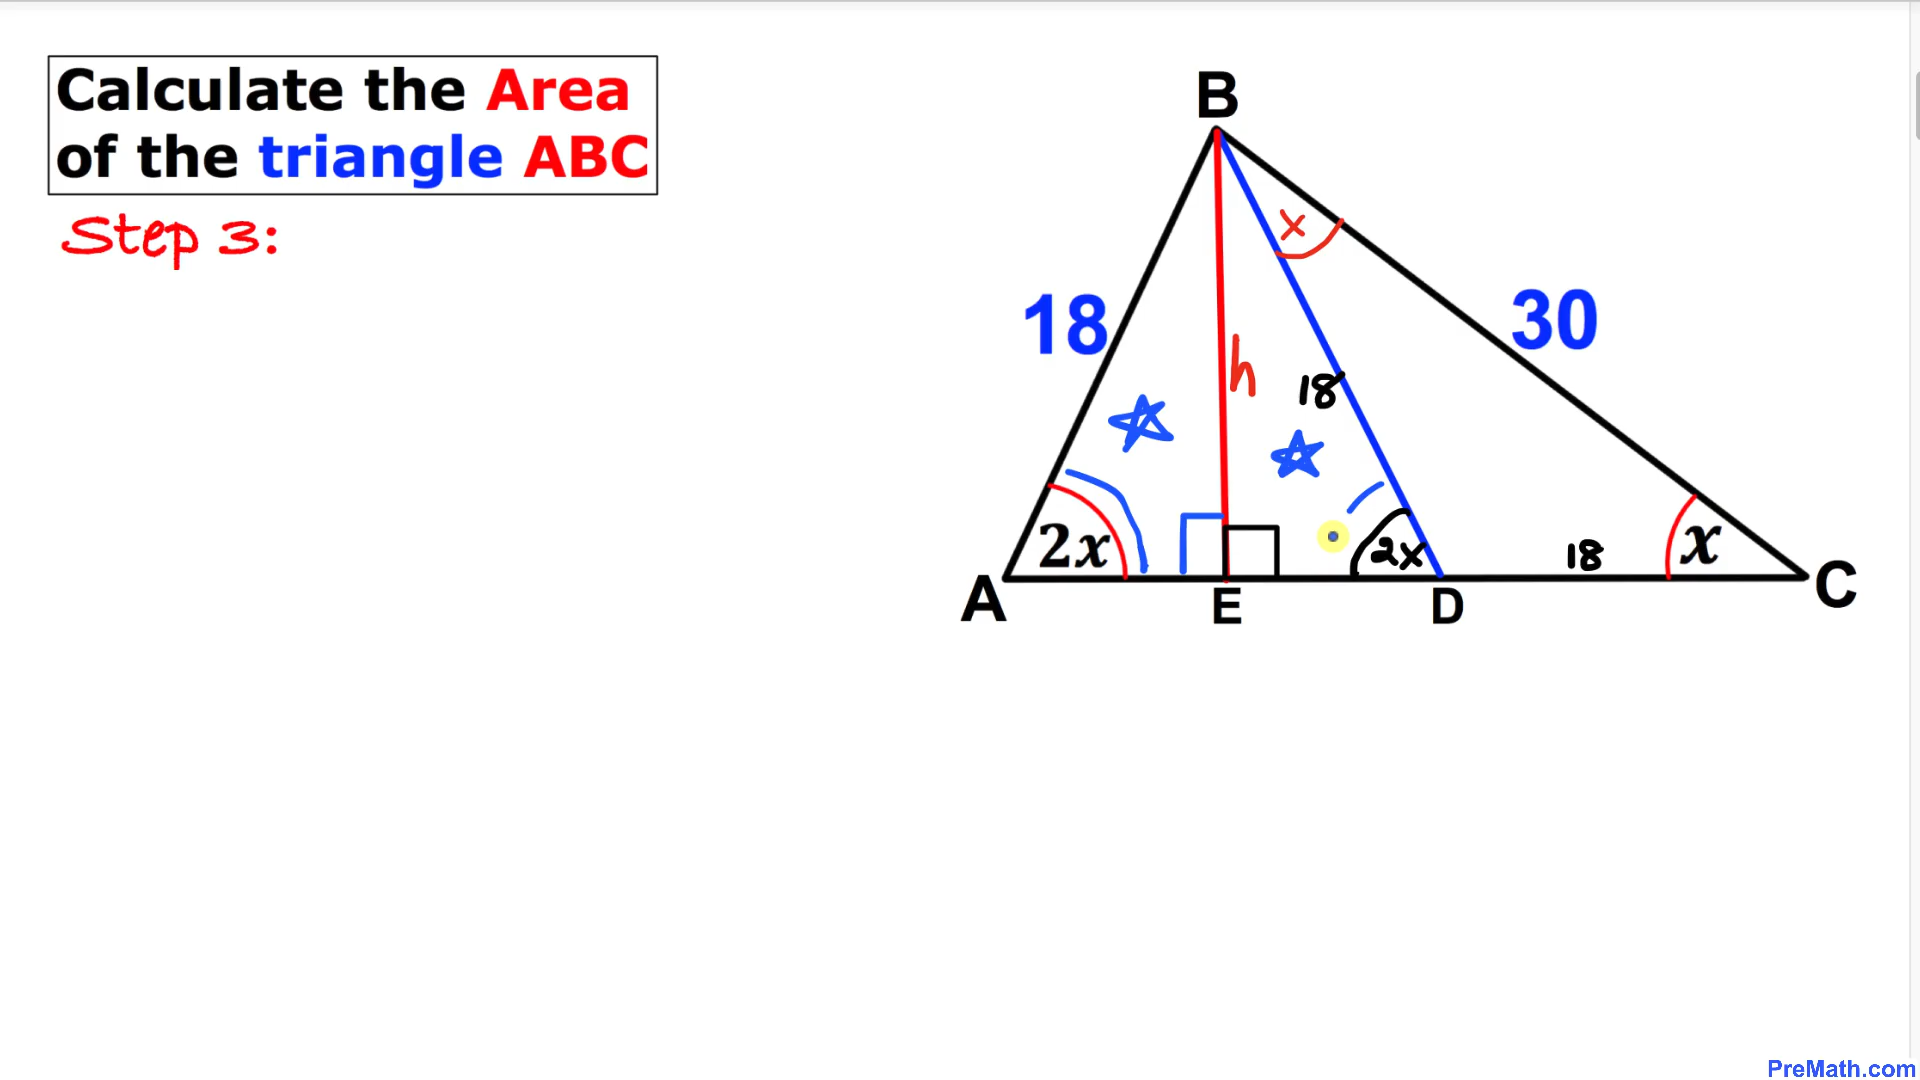 Calculate the Area
of the triangle ABC
Step 3:
B
x
18
30
h
18
2x
2x
18
x
A
E
D
C
PreMath.com